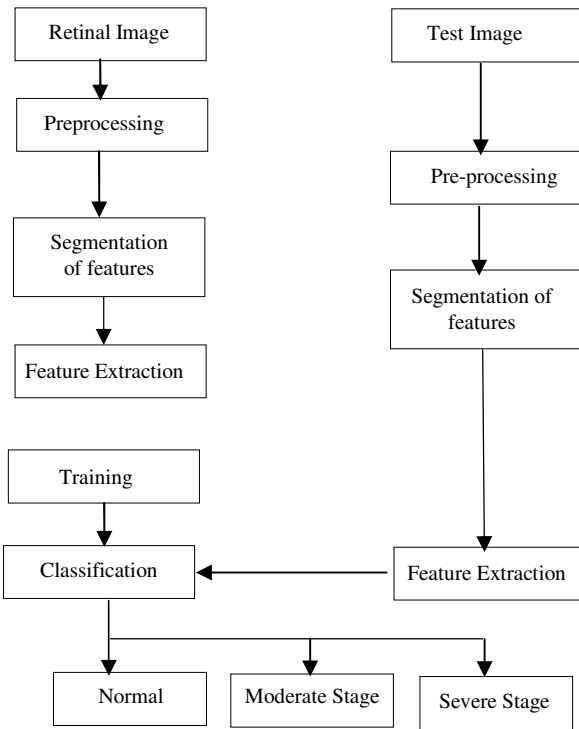 Retinal Image
Test Image
Preprocessing
Pre-processing
Segmentation
of features
Segmentation of
features
Feature Extraction
Training
Classification
Feature Extraction
Normal
Moderate Stage
Severe Stage